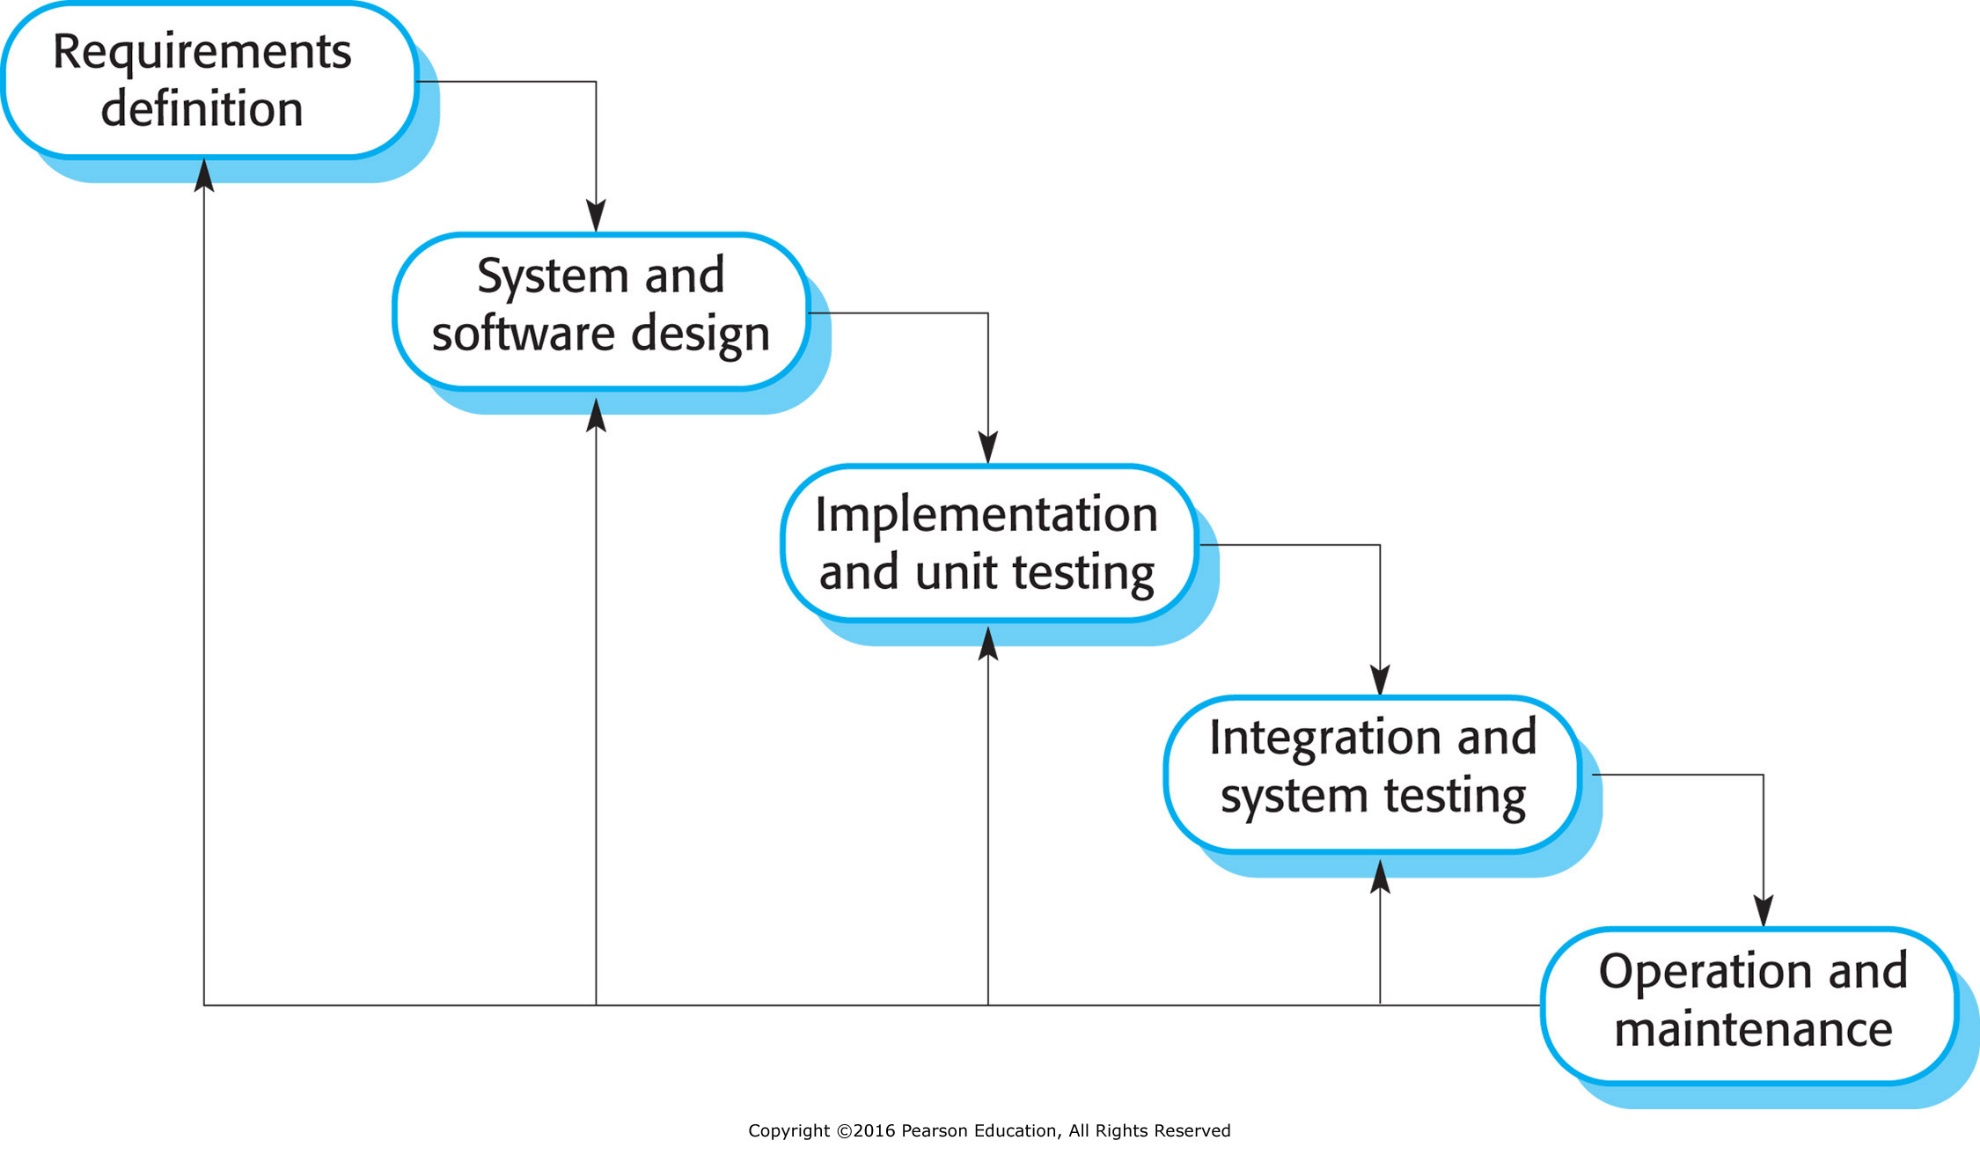 Requirements
definition
System and
software design
Implementation
and unit testing
Integration and
system testing
Operation and
maintenance
Copyright ©2016 Pearson Education, All Rights Reserved